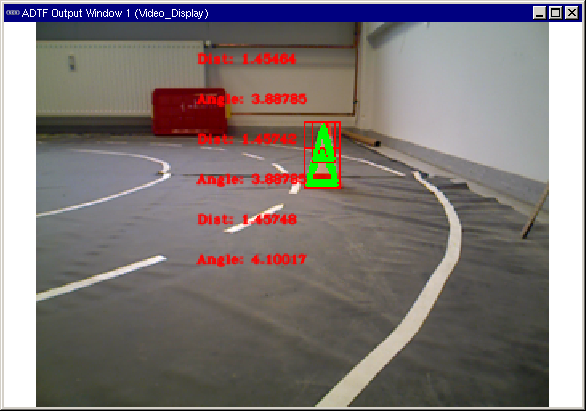 ADTF Output Window 1 (Video_Display)
Dist: 1.45464
Angle: 3.88785
Dist: 1.45742
Angle: 3.88785
Dist: 1.45748
Angle: 4.10017